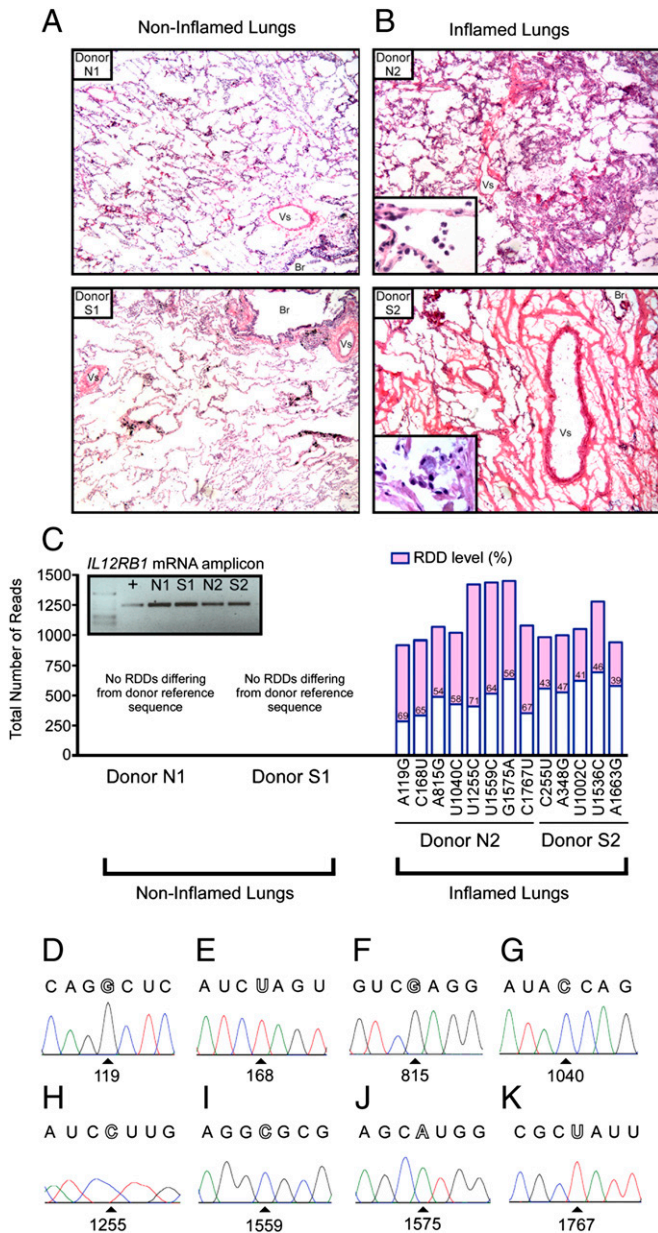 A
Non-Inflamed Lungs
B
Inflamed Lungs
Donor N1
Vs
Br
Donor N2
Vs
Donor S1
Br
Vs
Vs
Donor S2
Br
Vs
C
IL12RB1 mRNA amplicon
+ N1 S1 N2 S2
RDD level (%)
Total Number of Reads
1500
1250
1000
750
500
250
0
No RDDs differing from donor reference sequence
No RDDs differing from donor reference sequence
69 65 54 58 71 64 56 67 43 47 41 46 39
A119G C168U A815G U1040C U1255C U1559C G1575A C1767U C255U A348G U1002C U1536C A1663G
Donor N1
Donor S1
Donor N2
Donor S2
Non-Inflamed Lungs
Inflamed Lungs
D
C A G G C U C
119
E
A U C U A G U
168
F
G U C G A G G
815
G
A U A C C A G
1040
H
A U C C U U G
1255
I
A G G C G C G
1559
J
A G C A U G G
1575
K
C G C U A U U
1767